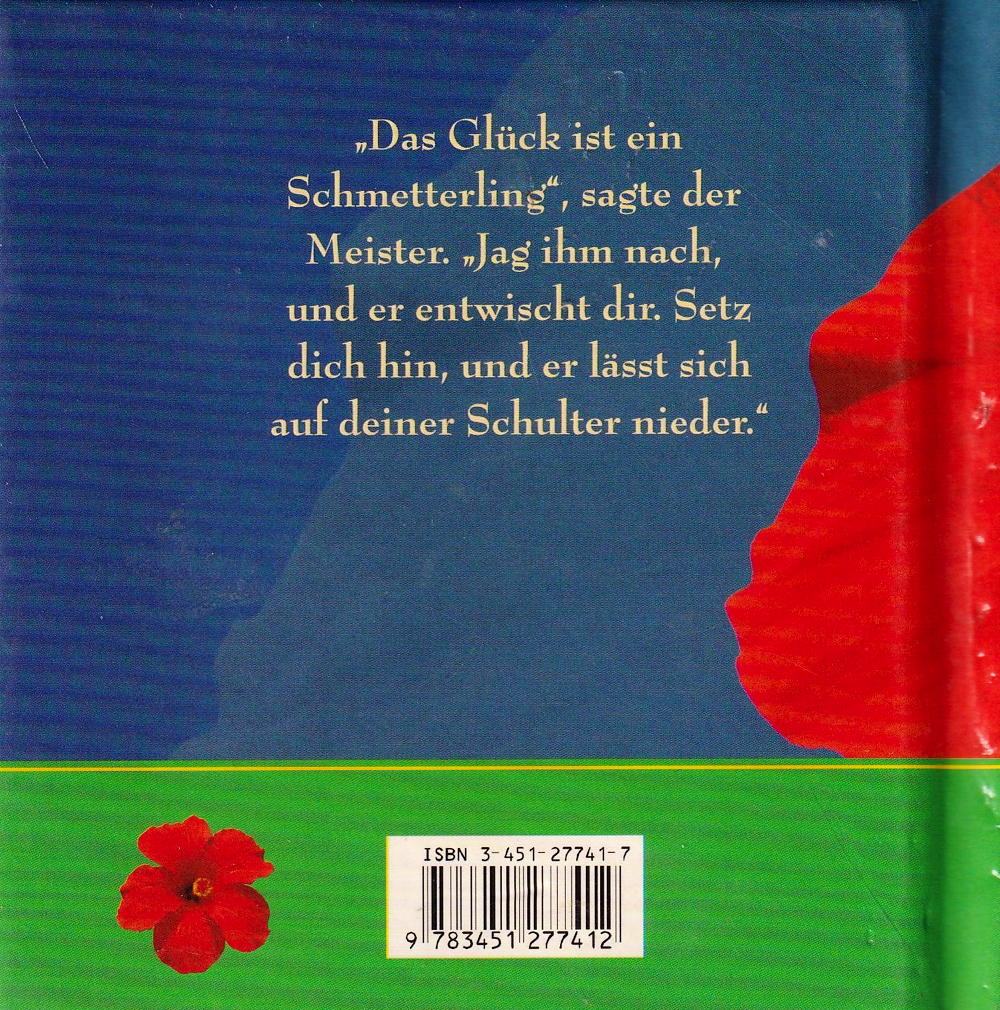 „Das Glück ist ein
Schmetterling“, sagte der
Meister. „Jag ihm nach,
und er entwischt dir. Setz
dich hin, und er lässt sich
auf deiner Schulter nieder.“
ISBN 3-451-27741-7
9 783451 277412